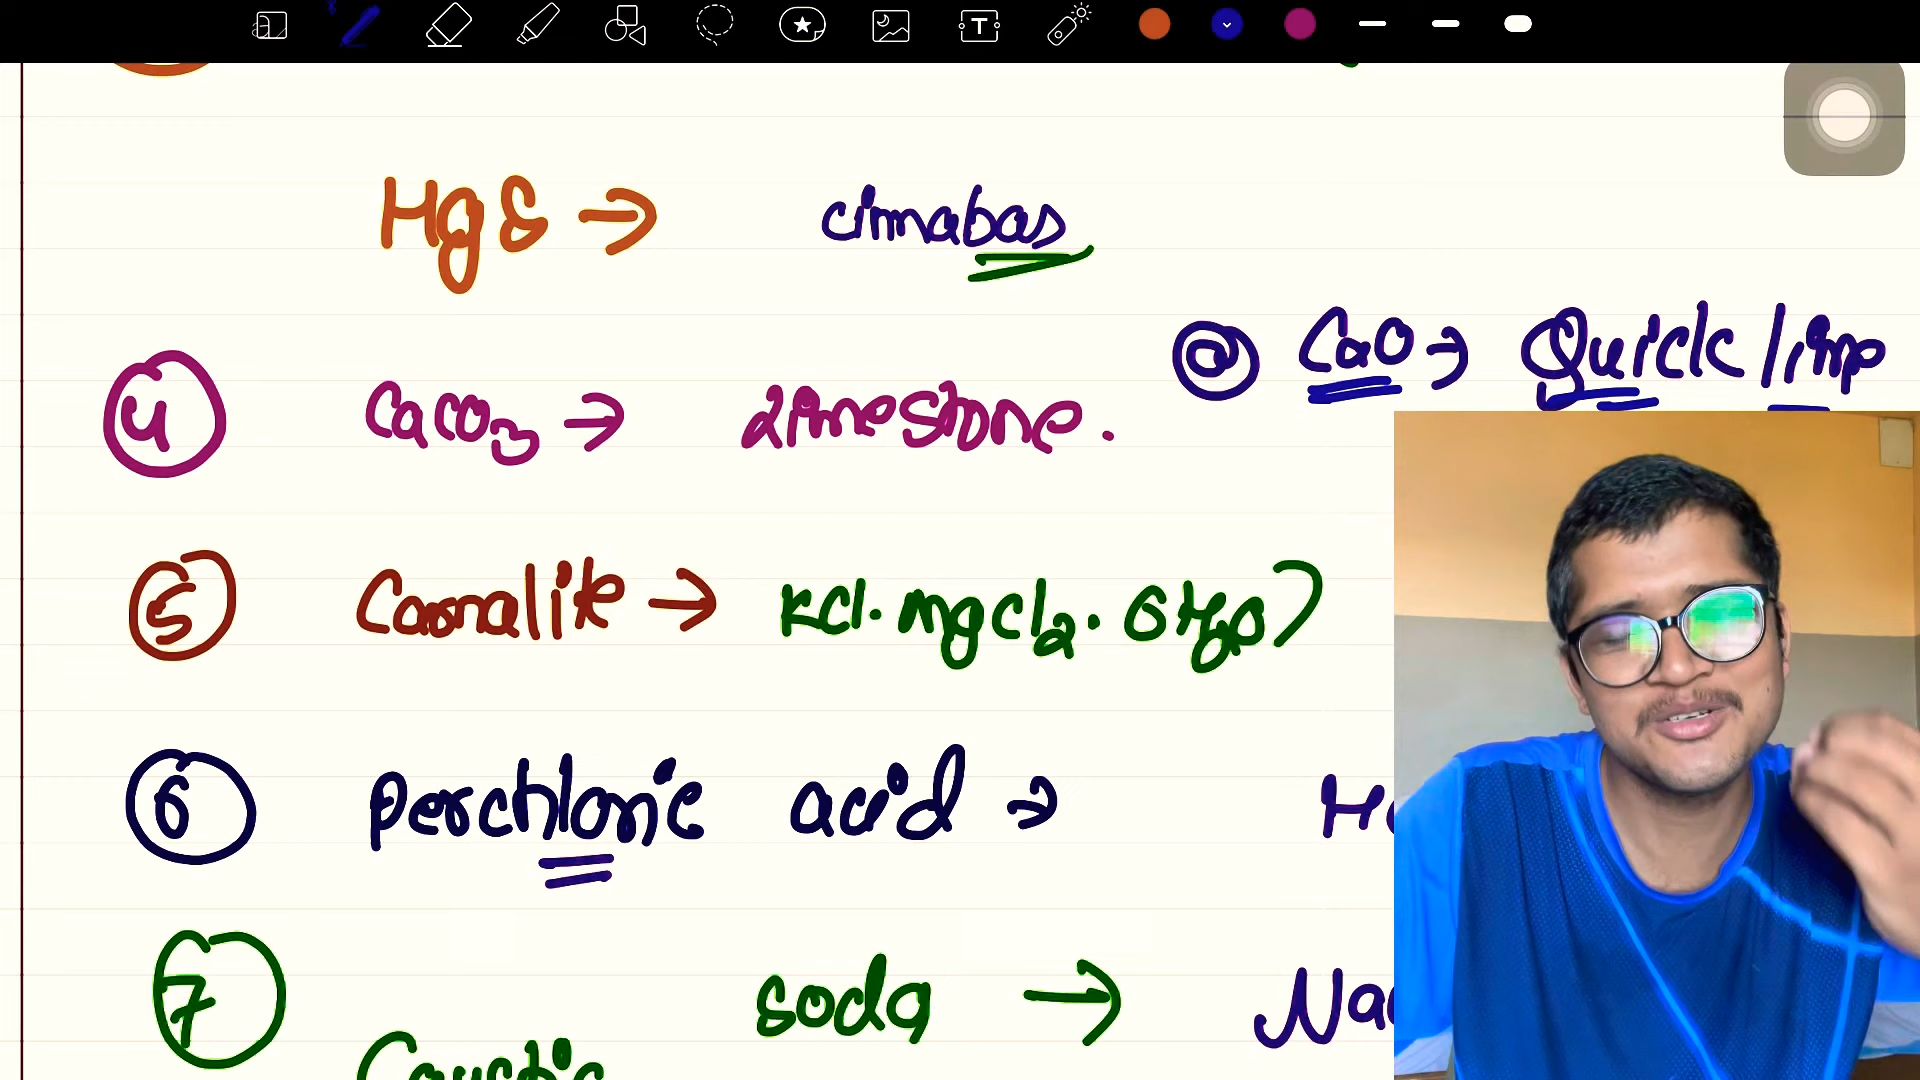 HgS → cinnabar
@ CaO → Quick lime
4 CaCO3 → Limestone.
5 Carnalite → KCl. MgCl2. 6H2O)
6 perchloric acid → H
7 soda → Na
Caustic